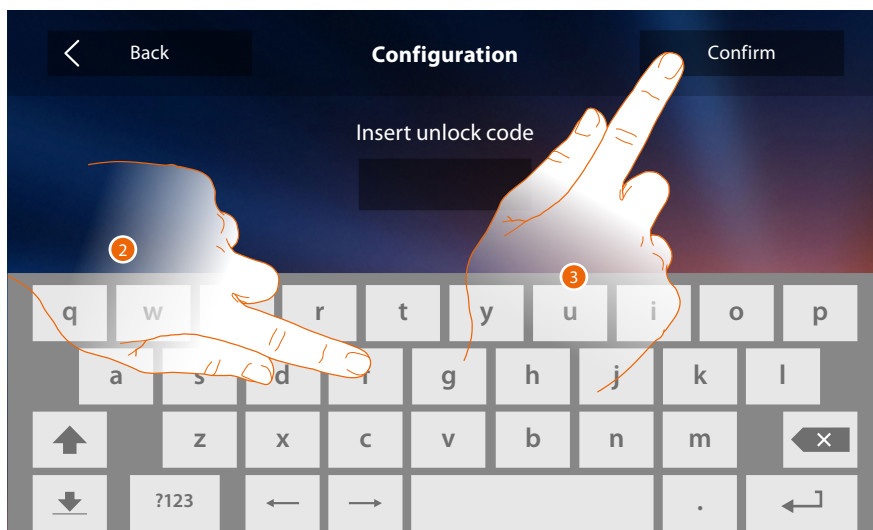 Back Configuration Confirm
Insert unlock code
2
3
q w r t y u i o p
a s d f g h j k l
z x c v b n m
?123 .